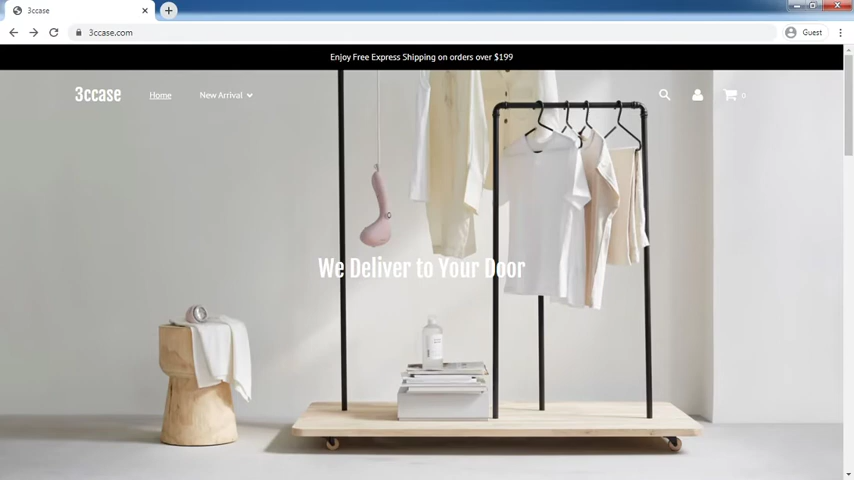 3ccase
3ccase.com
Guest
Enjoy Free Express Shipping on orders over $199
3ccase
Home
New Arrival
0
We Deliver to Your Door